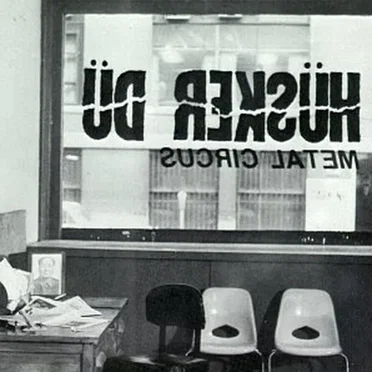 HÜSKER DÜ
METAL CIRCUS